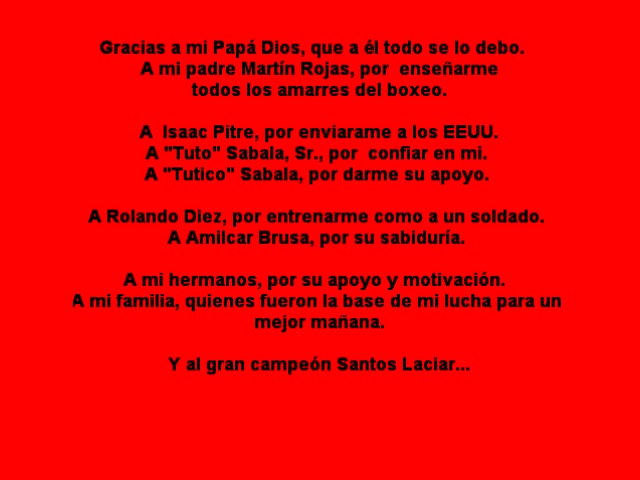 Gracias a mi Papá Dios, que a él todo se lo debo.
A mi padre Martín Rojas, por enseñarme
todos los amarres del boxeo.
A Isaac Pitre, por enviarame a los EEUU.
A "Tuto" Sabala, Sr., por confiar en mi.
A "Tutico" Sabala, por darme su apoyo.
A Rolando Diez, por entrenarme como a un soldado.
A Amilcar Brusa, por su sabiduría.
A mi hermanos, por su apoyo y motivación.
A mi familia, quienes fueron la base de mi lucha para un
mejor mañana.
Y al gran campeón Santos Laciar...